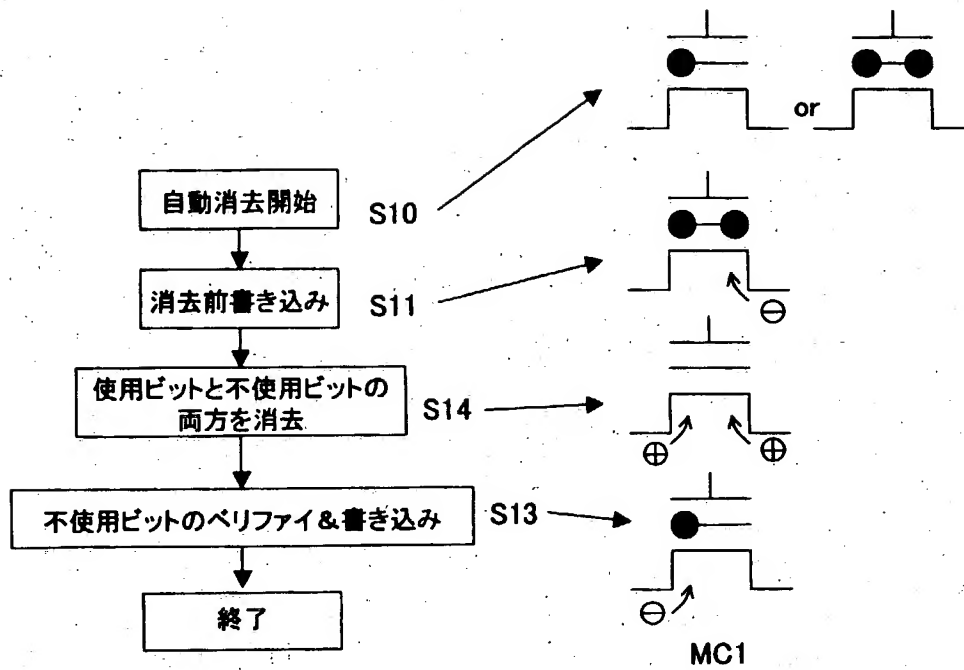 or
自動消去開始
S10
消去前書き込み
S11
⊖
使用ビットと不使用ビットの
両方を消去
S14
⊕ ⊕
不使用ビットのベリファイ&書き込み
S13
⊖
終了
MC1